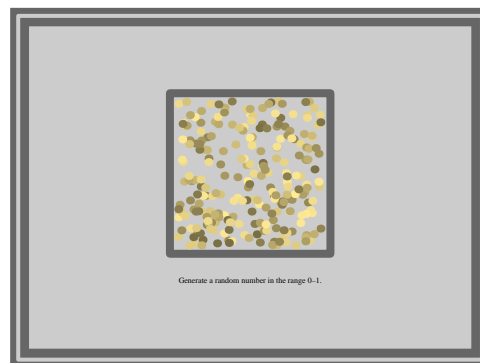 Generate a random number in the range 0–1.